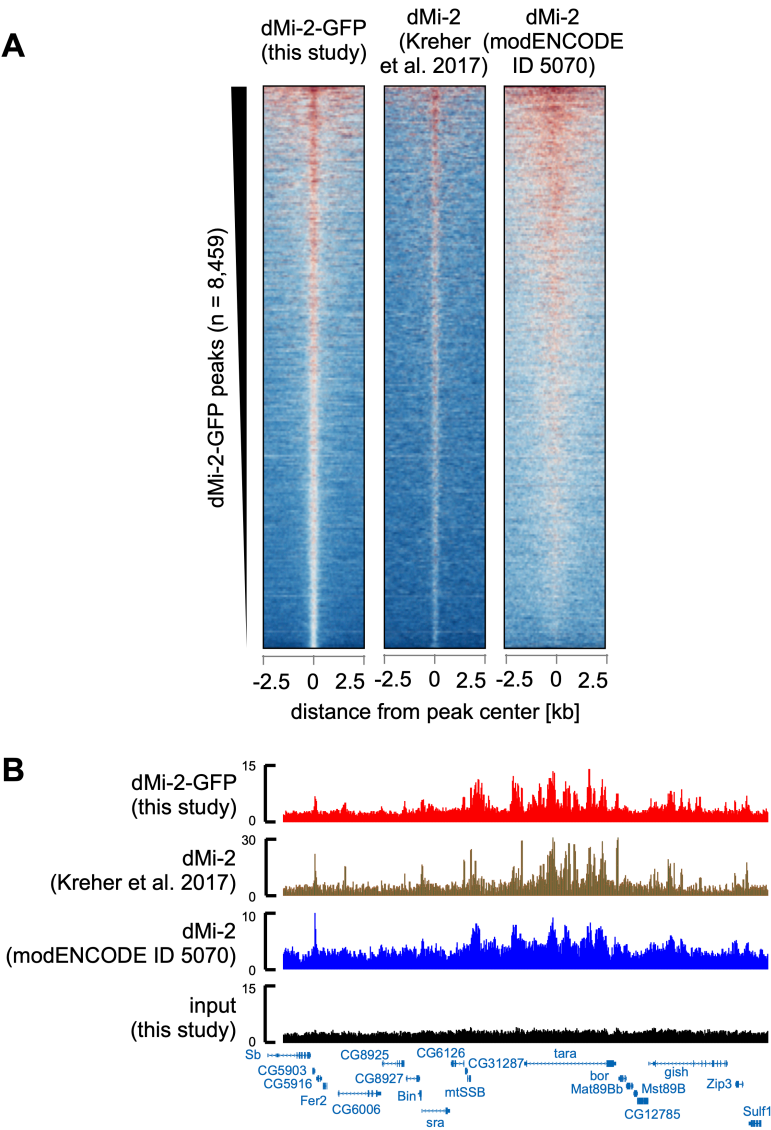 A
dMi-2-GFP
(this study)
dMi-2
(Kreher
et al. 2017)
dMi-2
(modENCODE
ID 5070)
dMi-2-GFP peaks (n = 8,459)
-2.5 0 2.5 -2.5 0 2.5 -2.5 0 2.5
distance from peak center [kb]
B
dMi-2-GFP
(this study)
15
0
dMi-2
(Kreher et al. 2017)
30
0
dMi-2
(modENCODE ID 5070)
10
0
input
(this study)
15
0
Sb CG8925 CG6126 CG31287 tara
CG5903 CG8927 bor gish
CG5916 mtSSB Mat89Bb Mst89B Zip3
Fer2 CG6006 Bin CG12785
sra Sulf1